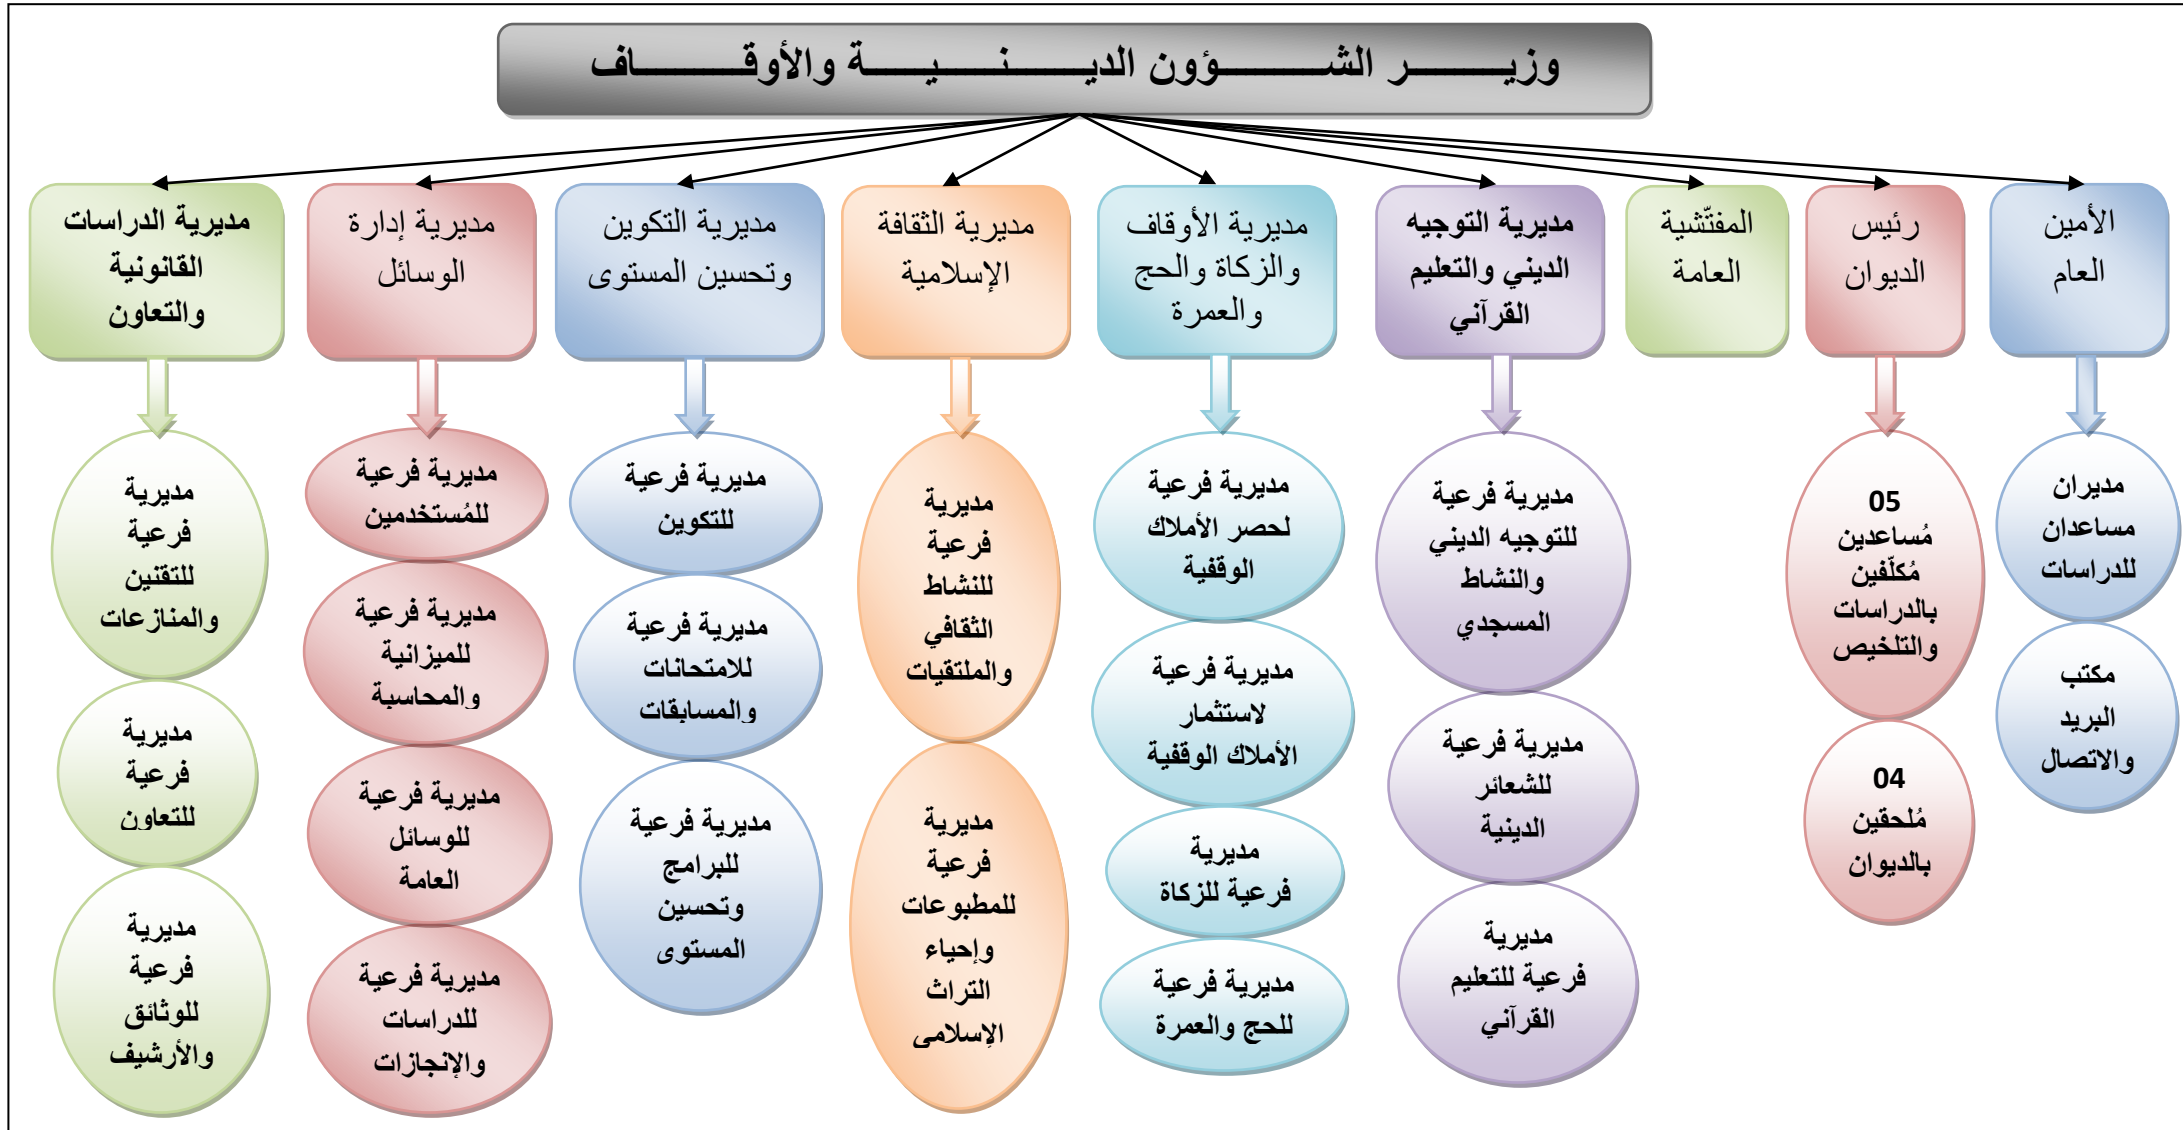 وزيـــــــر الشـــــــؤون الديـــــنـــــيـــــة والأوقـــــــــاف
الأمين
العام
رئيس
الديوان
المفتّشية
العامة
مديرية التوجيه
الديني والتعليم
القرآني
مديرية الأوقاف
والزكاة والحج
والعمرة
مديرية الثقافة
الإسلامية
مديرية التكوين
وتحسين المستوى
مديرية إدارة
الوسائل
مديرية الدراسات
القانونية
والتعاون
مديران
مساعدان
للدراسات
مكتب
البريد
والاتصال
05
مُساعدين
مُكلّفين
بالدراسات
والتلخيص
04
مُلحقين
بالديوان
مديرية فرعية
للتوجيه الديني
والنشاط
المسجدي
مديرية فرعية
للشعائر
الدينية
مديرية
فرعية للتعليم
القرآني
مديرية فرعية
لحصر الأملاك
الوقفية
مديرية فرعية
لاستثمار
الأملاك الوقفية
مديرية
فرعية للزكاة
مديرية فرعية
للحج والعمرة
مديرية
فرعية
للنشاط
الثقافي
والملتقيات
مديرية
فرعية
للمطبوعات
وإحياء
التراث
الإسلامي
مديرية فرعية
للتكوين
مديرية فرعية
للامتحانات
والمسابقات
مديرية فرعية
للبرامج
وتحسين
المستوى
مديرية فرعية
للمُستخدمين
مديرية فرعية
للميزانية
والمحاسبة
مديرية فرعية
للوسائل
العامة
مديرية فرعية
للدراسات
والإنجازات
مديرية
فرعية
للتقنين
والمنازعات
مديرية
فرعية
للتعاون
مديرية
فرعية
للوثائق
والأرشيف